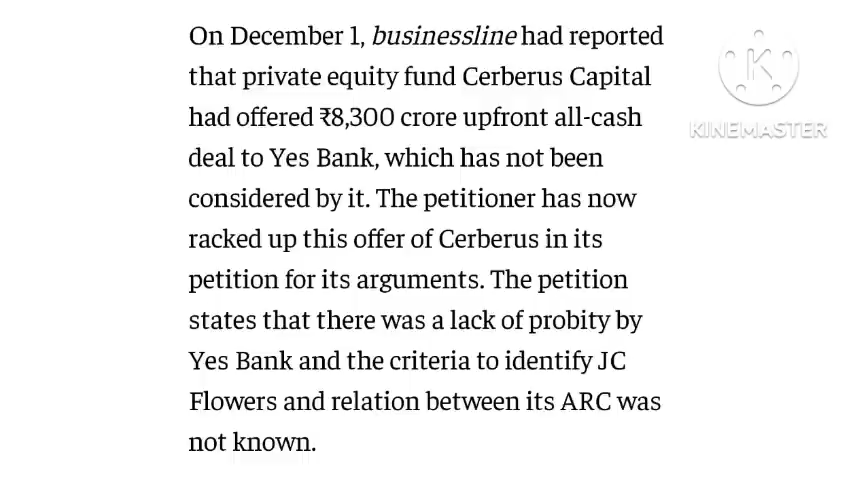 On December 1, businessline had reported
that private equity fund Cerberus Capital
had offered ₹8,300 crore upfront all-cash
deal to Yes Bank, which has not been
considered by it. The petitioner has now
racked up this offer of Cerberus in its
petition for its arguments. The petition
states that there was a lack of probity by
Yes Bank and the criteria to identify JC
Flowers and relation between its ARC was
not known.
K
KINEMASTER